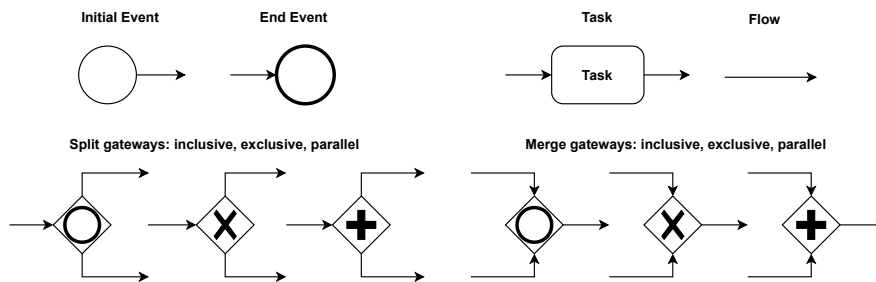 Initial Event
End Event
Task
Flow
Task
Split gateways: inclusive, exclusive, parallel
Merge gateways: inclusive, exclusive, parallel